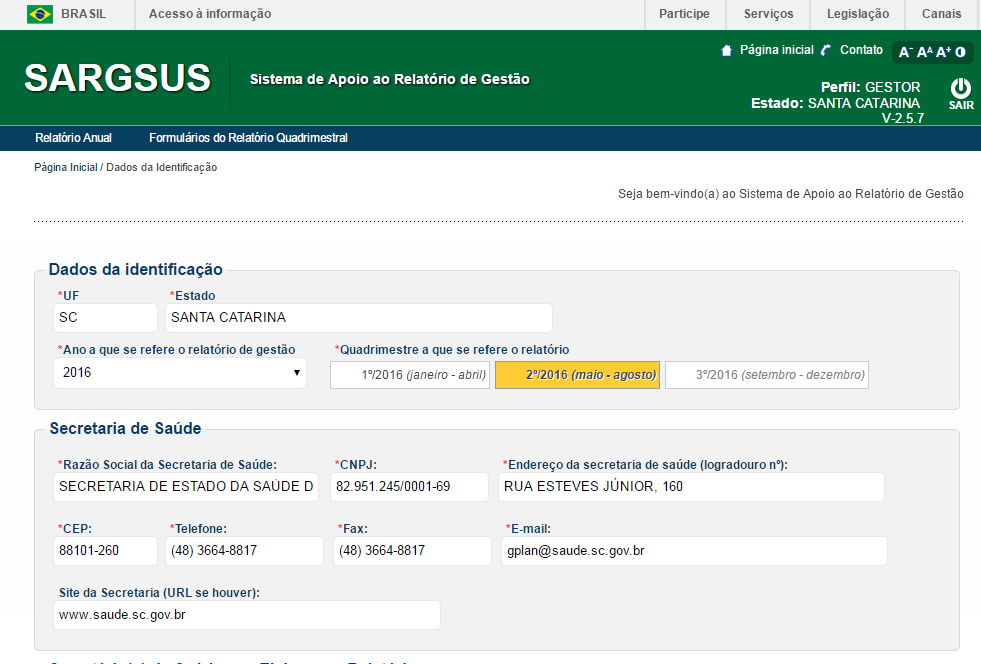 BRASIL Acesso à informação Participe Serviços Legislação Canais
Página inicial Contato A- AA A+
SARGSUS Sistema de Apoio ao Relatório de Gestão
Perfil: GESTOR
Estado: SANTA CATARINA SAIR
V-2.5.7
Relatório Anual Formulários do Relatório Quadrimestral
Página Inicial / Dados da Identificação
Seja bem-vindo(a) ao Sistema de Apoio ao Relatório de Gestão
Dados da identificação
*UF *Estado
SC SANTA CATARINA
*Ano a que se refere o relatório de gestão *Quadrimestre a que se refere o relatório
2016 1º/2016 (janeiro - abril) 2º/2016 (maio - agosto) 3º/2016 (setembro - dezembro)
Secretaria de Saúde
*Razão Social da Secretaria de Saúde: *CNPJ: *Endereço da secretaria de saúde (logradouro nº):
SECRETARIA DE ESTADO DA SAÚDE D 82.951.245/0001-69 RUA ESTEVES JÚNIOR, 160
*CEP: *Telefone: *Fax: *E-mail:
88101-260 (48) 3664-8817 (48) 3664-8817 gplan@saude.sc.gov.br
Site da Secretaria (URL se houver):
www.saude.sc.gov.br